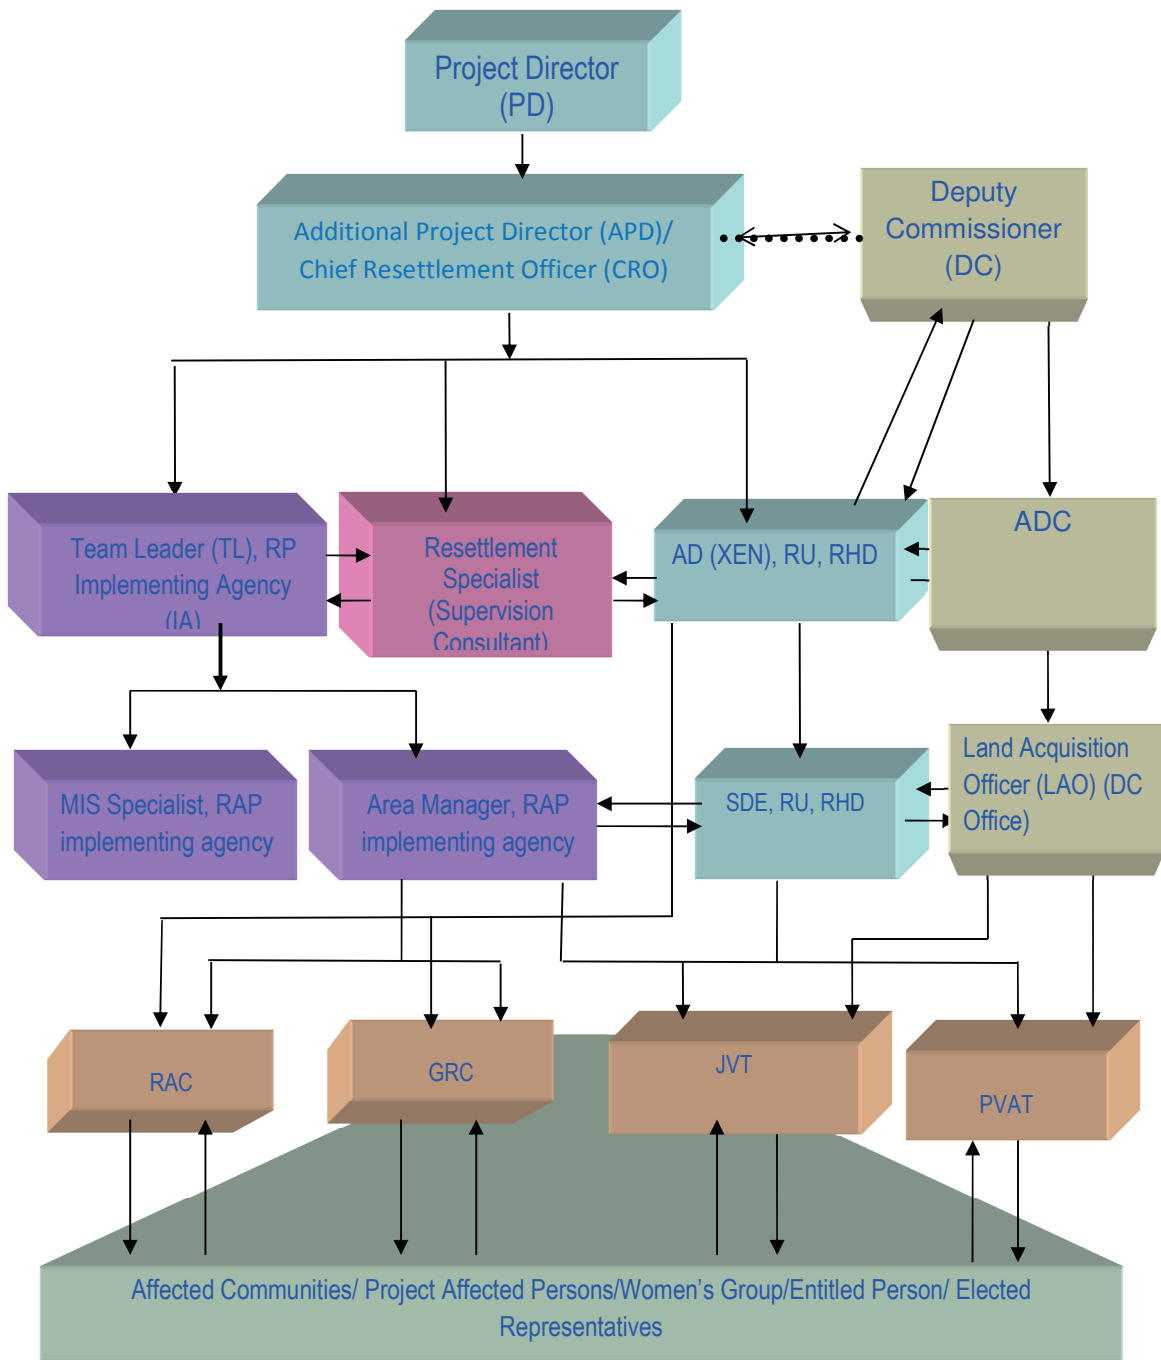 Project Director
(PD)
Additional Project Director (APD)/
Chief Resettlement Officer (CRO)
Deputy
Commissioner
(DC)
Team Leader (TL), RP
Implementing Agency
(IA)
Resettlement
Specialist
(Supervision
Consultant)
AD (XEN), RU, RHD
ADC
MIS Specialist, RAP
implementing agency
Area Manager, RAP
implementing agency
SDE, RU, RHD
Land Acquisition
Officer (LAO) (DC
Office)
RAC
GRC
JVT
PVAT
Affected Communities/ Project Affected Persons/Women’s Group/Entitled Person/ Elected
Representatives